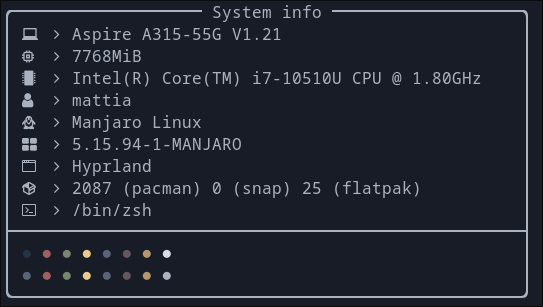 System info
> Aspire A315-55G V1.21
> 7768MiB
> Intel(R) Core(TM) i7-10510U CPU @ 1.80GHz
> mattia
> Manjaro Linux
> 5.15.94-1-MANJARO
> Hyprland
> 2087 (pacman) 0 (snap) 25 (flatpak)
> /bin/zsh